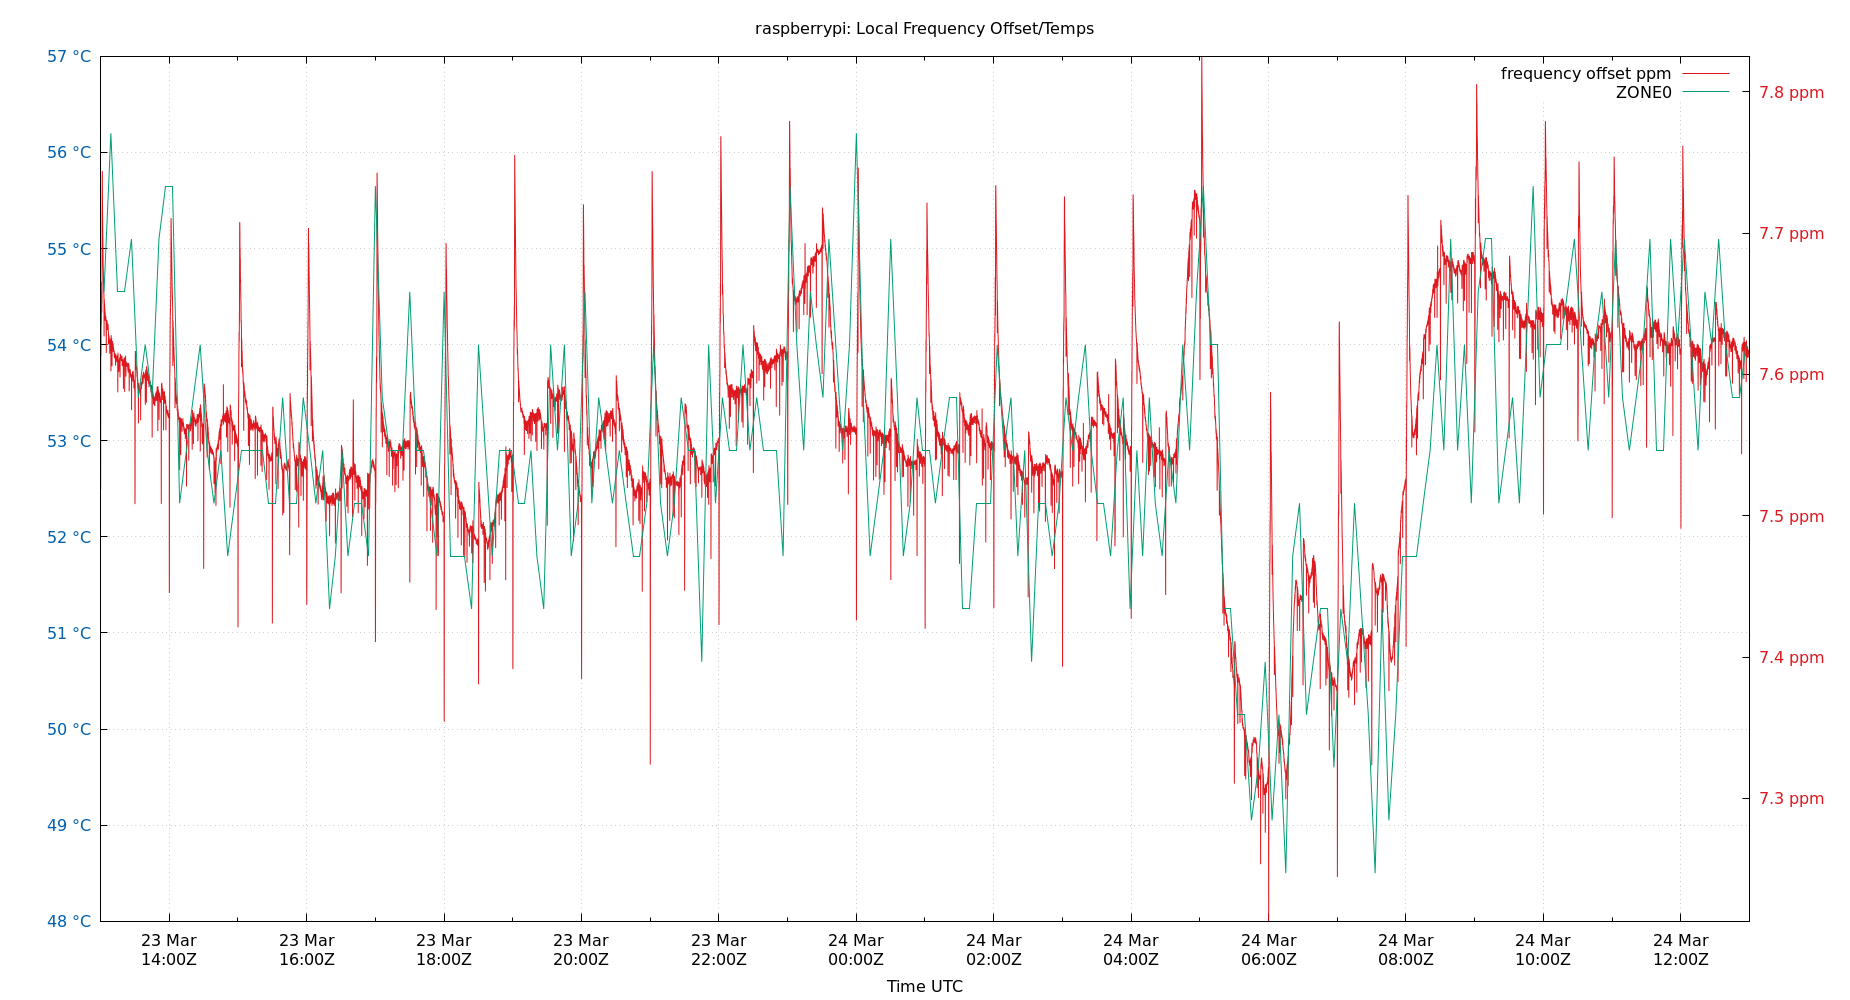 raspberrypi: Local Frequency Offset/Temps
57 °C
56 °C
55 °C
54 °C
53 °C
52 °C
51 °C
50 °C
49 °C
48 °C
frequency offset ppm
ZONE0
7.8 ppm
7.7 ppm
7.6 ppm
7.5 ppm
7.4 ppm
7.3 ppm
23 Mar
14:00Z
23 Mar
16:00Z
23 Mar
18:00Z
23 Mar
20:00Z
23 Mar
22:00Z
24 Mar
00:00Z
24 Mar
02:00Z
24 Mar
04:00Z
24 Mar
06:00Z
24 Mar
08:00Z
24 Mar
10:00Z
24 Mar
12:00Z
Time UTC